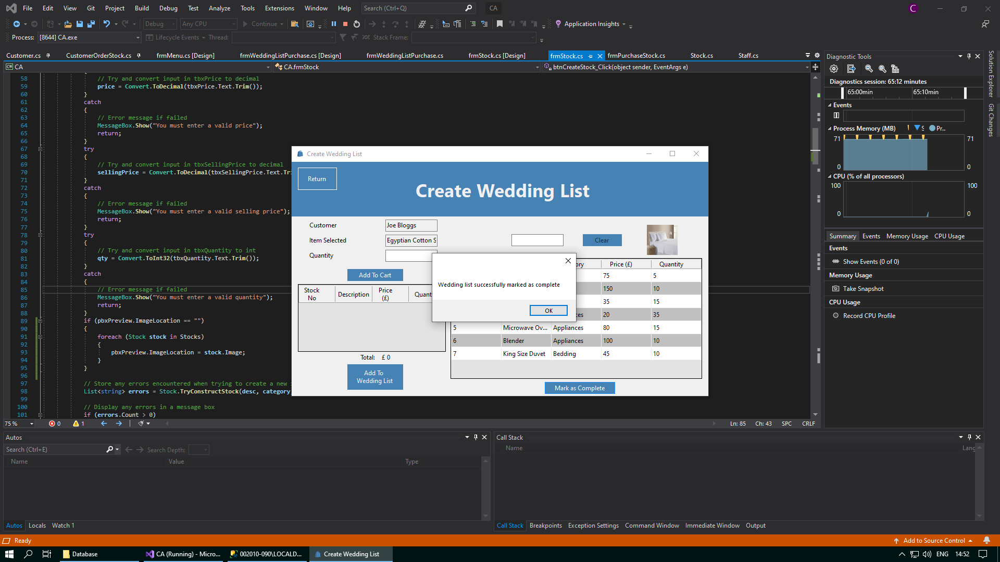 File Edit View Git Project Build Debug Test Analyze Tools Extensions Window Help Search (Ctrl+Q) CA C
Debug Any CPU Continue Application Insights
Process: [8644] CA.exe Lifecycle Events Thread: Stack Frame:
Customer.cs CustomerOrderStock.cs frmMenu.cs [Design] frmWeddingListPurchase.cs [Design] frmWeddingListPurchase.cs frmStock.cs [Design] frmStock.cs frmPurchaseStock.cs Stock.cs Staff.cs
CA CA.frmStock btnCreateStock_Click(object sender, EventArgs e)
58 // Try and convert input in tbxPrice to decimal
59 price = Convert.ToDecimal(tbxPrice.Text.Trim());
60 }
61 catch
62 {
63 // Error message if failed
64 MessageBox.Show("You must enter a valid price");
65 return;
66 }
67 try
68 {
69 // Try and convert input in tbxSellingPrice to decimal
70 sellingPrice = Convert.ToDecimal(tbxSellingPrice.Text.Tri
71 }
72 catch
73 {
74 // Error message if failed
75 MessageBox.Show("You must enter a valid selling price");
76 return;
77 }
78 try
79 {
80 // Try and convert input in tbxQuantity to int
81 qty = Convert.ToInt32(tbxQuantity.Text.Trim());
82 }
83 catch
84 {
85 // Error message if failed
86 MessageBox.Show("You must enter a valid quantity");
87 return;
88 }
89 if (pbxPreview.ImageLocation == "")
90 {
91 foreach (Stock stock in Stocks)
92 {
93 pbxPreview.ImageLocation = stock.Image;
94 }
95 }
96
97 // Store any errors encountered when trying to create a new
98 List<string> errors = Stock.TryConstructStock(desc, category,
99
100 // Display any errors in a message box
101 if (errors.Count > 0)
75 % 0 1 Ln: 85 Ch: 43 SPC CRLF
Create Wedding List
Return
Create Wedding List
Customer Joe Bloggs
Item Selected Egyptian Cotton S Clear
Quantity
Add To Cart
Stock No Description Price (£) Quant
Total: £ 0
Add To Wedding List
ory Price (£) Quantity
75 5
150 10
35 15
ces 20 35
5 Microwave Ov... Appliances 80 15
6 Blender Appliances 100 10
7 King Size Duvet Bedding 45 10
Mark as Complete
Wedding list successfully marked as complete
OK
Diagnostic Tools
Diagnostics session: 65:12 minutes
65:00min 65:10min
Events
Process Memory (MB) S Pr...
71 71
0 0
CPU (% of all processors)
100 100
0 0
Summary Events Memory Usage CPU Usage
Events
Show Events (0 of 0)
Memory Usage
Take Snapshot
CPU Usage
Record CPU Profile
Solution Explorer
Git Changes
Autos
Search (Ctrl+E) Search Depth:
Name Value Type
Autos Locals Watch 1
Call Stack
Name Lang
Call Stack Breakpoints Exception Settings Command Window Immediate Window Output
Ready Add to Source Control
Database CA (Running) - Micro... 002010-090\LOCALD... Create Wedding List ENG 14:52